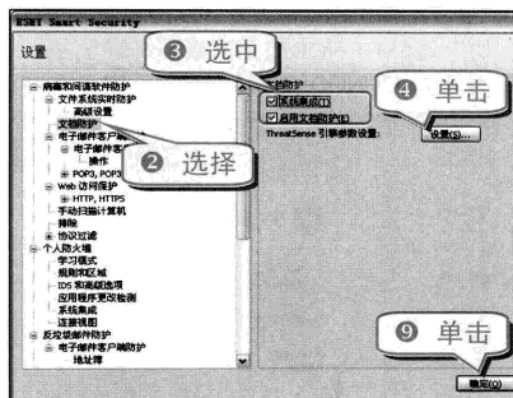 ESET Smart Security
设置
❸ 选中
病毒和间谍软件防护
文件系统实时防护
高级设置
文档防护
电子邮件客户端
电子邮件客
操作
POP3, POP3
Web 访问保护
HTTP, HTTPS
手动扫描计算机
排除
协议过滤
个人防火墙
学习模式
规则和区域
IDS 和高级选项
应用程序更改检测
系统集成
连接视图
反垃圾邮件防护
电子邮件客户端防护
地址簿
❷ 选择
文档防护
系统集成(T)
启用文档防护(E)
ThreatSense 引擎参数设置:
设置(S)...
❹ 单击
❾ 单击
确定(O)